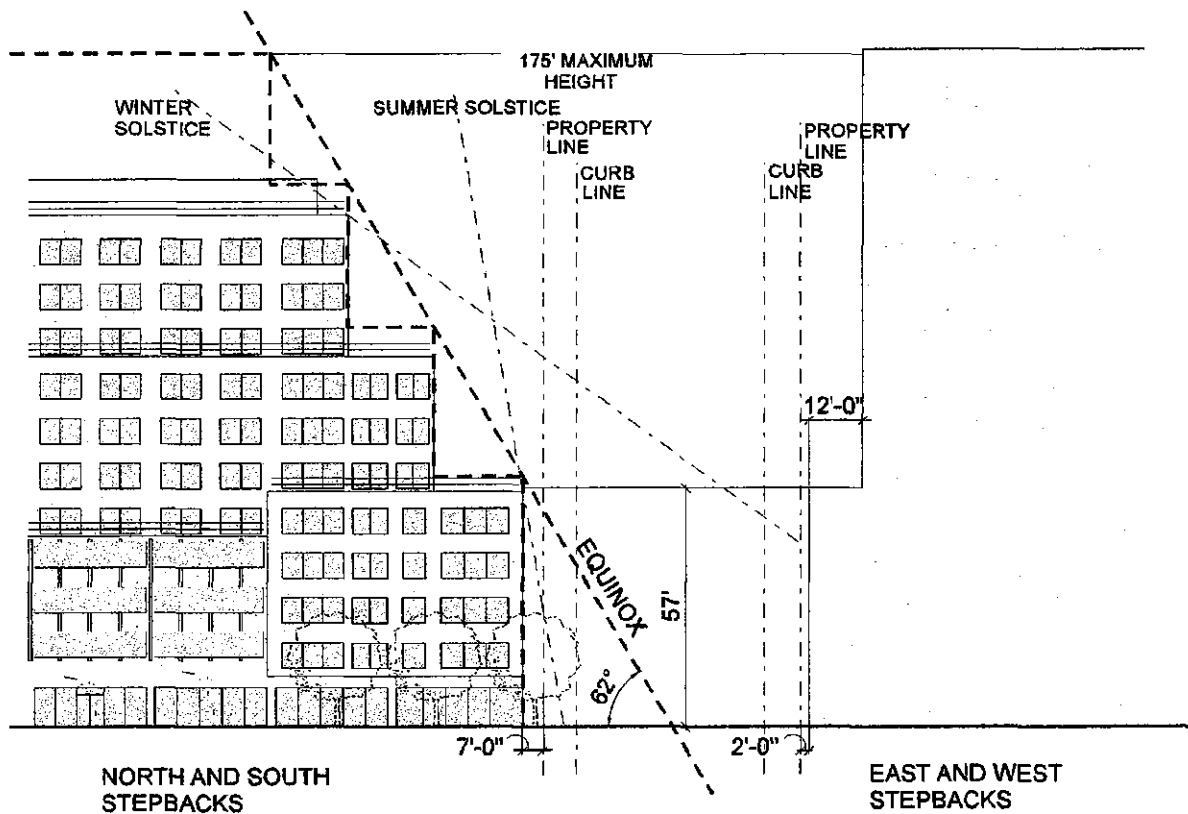 175' MAXIMUM
HEIGHT
WINTER
SOLSTICE
SUMMER SOLSTICE
PROPERTY
LINE
PROPERTY
LINE
CURB
LINE
CURB
LINE
12'-0"
EQUINOX
57'
62°
7'-0"
2'-0"
NORTH AND SOUTH
STEPBACKS
EAST AND WEST
STEPBACKS